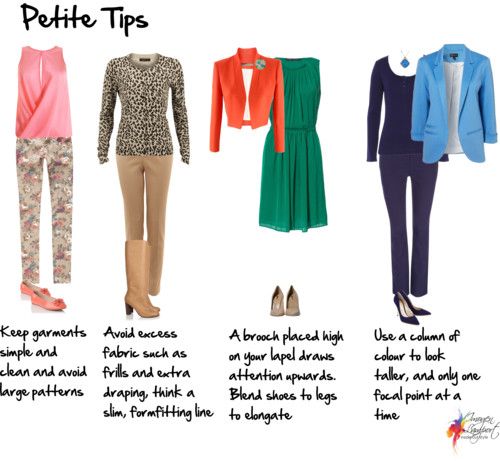 Petite Tips
Keep garments
simple and
clean and avoid
large patterns
Avoid excess
fabric such as
frills and extra
draping, think a
slim, formfitting line
A brooch placed high
on your lapel draws
attention upwards.
Blend shoes to legs
to elongate
Use a column of
colour to look
taller, and only one
focal point at a
time
Imogen
Lamport